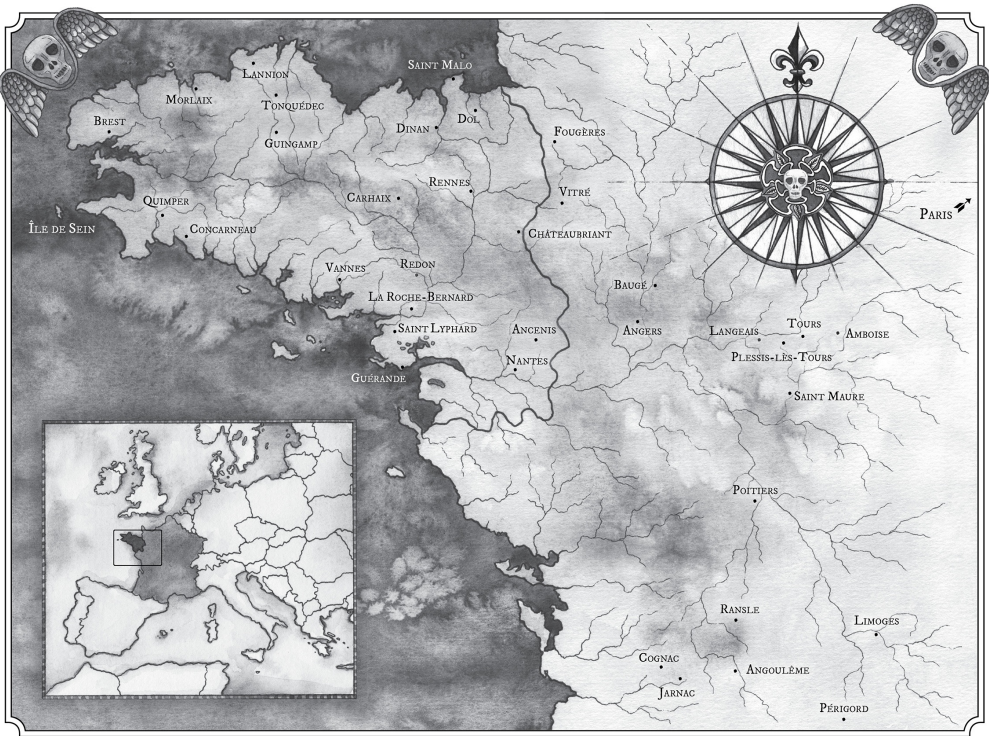 Saint Malo
Lannion
Morlaix
Tonquédec
Dol
Brest
Dinan
Fougères
Guingamp
Rennes
Vitré
Carhaix
Quimper
Paris
Île de Sein
Concarneau
Châteaubriant
Vannes
Redon
Baugé
La Roche-Bernard
Saint Lyphard
Ancenis
Angers
Langeais
Tours
Amboise
Plessis-lès-Tours
Nantes
Guérande
Saint Maure
Poitiers
Ransle
Limoges
Cognac
Angoulême
Jarnac
Périgord